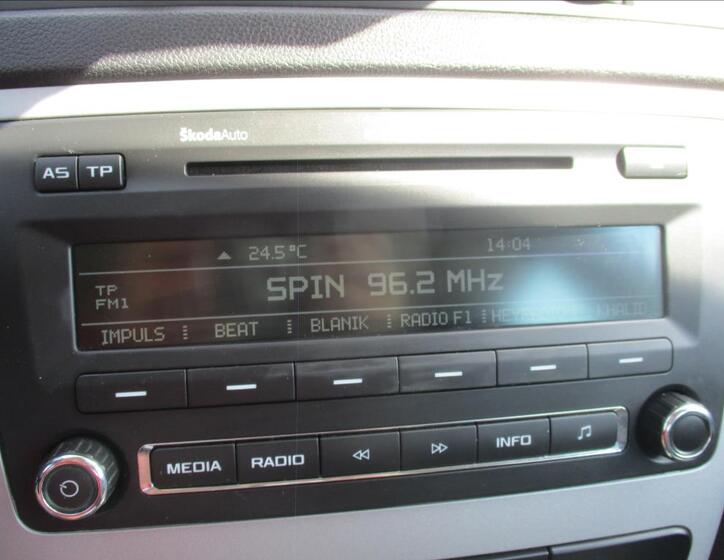 ŠkodaAuto
AS TP
24.5°C 14:04
TP
FM1
SPIN 96.2 MHz
IMPULS BEAT BLANIK RADIO F1 KHALID
MEDIA RADIO INFO